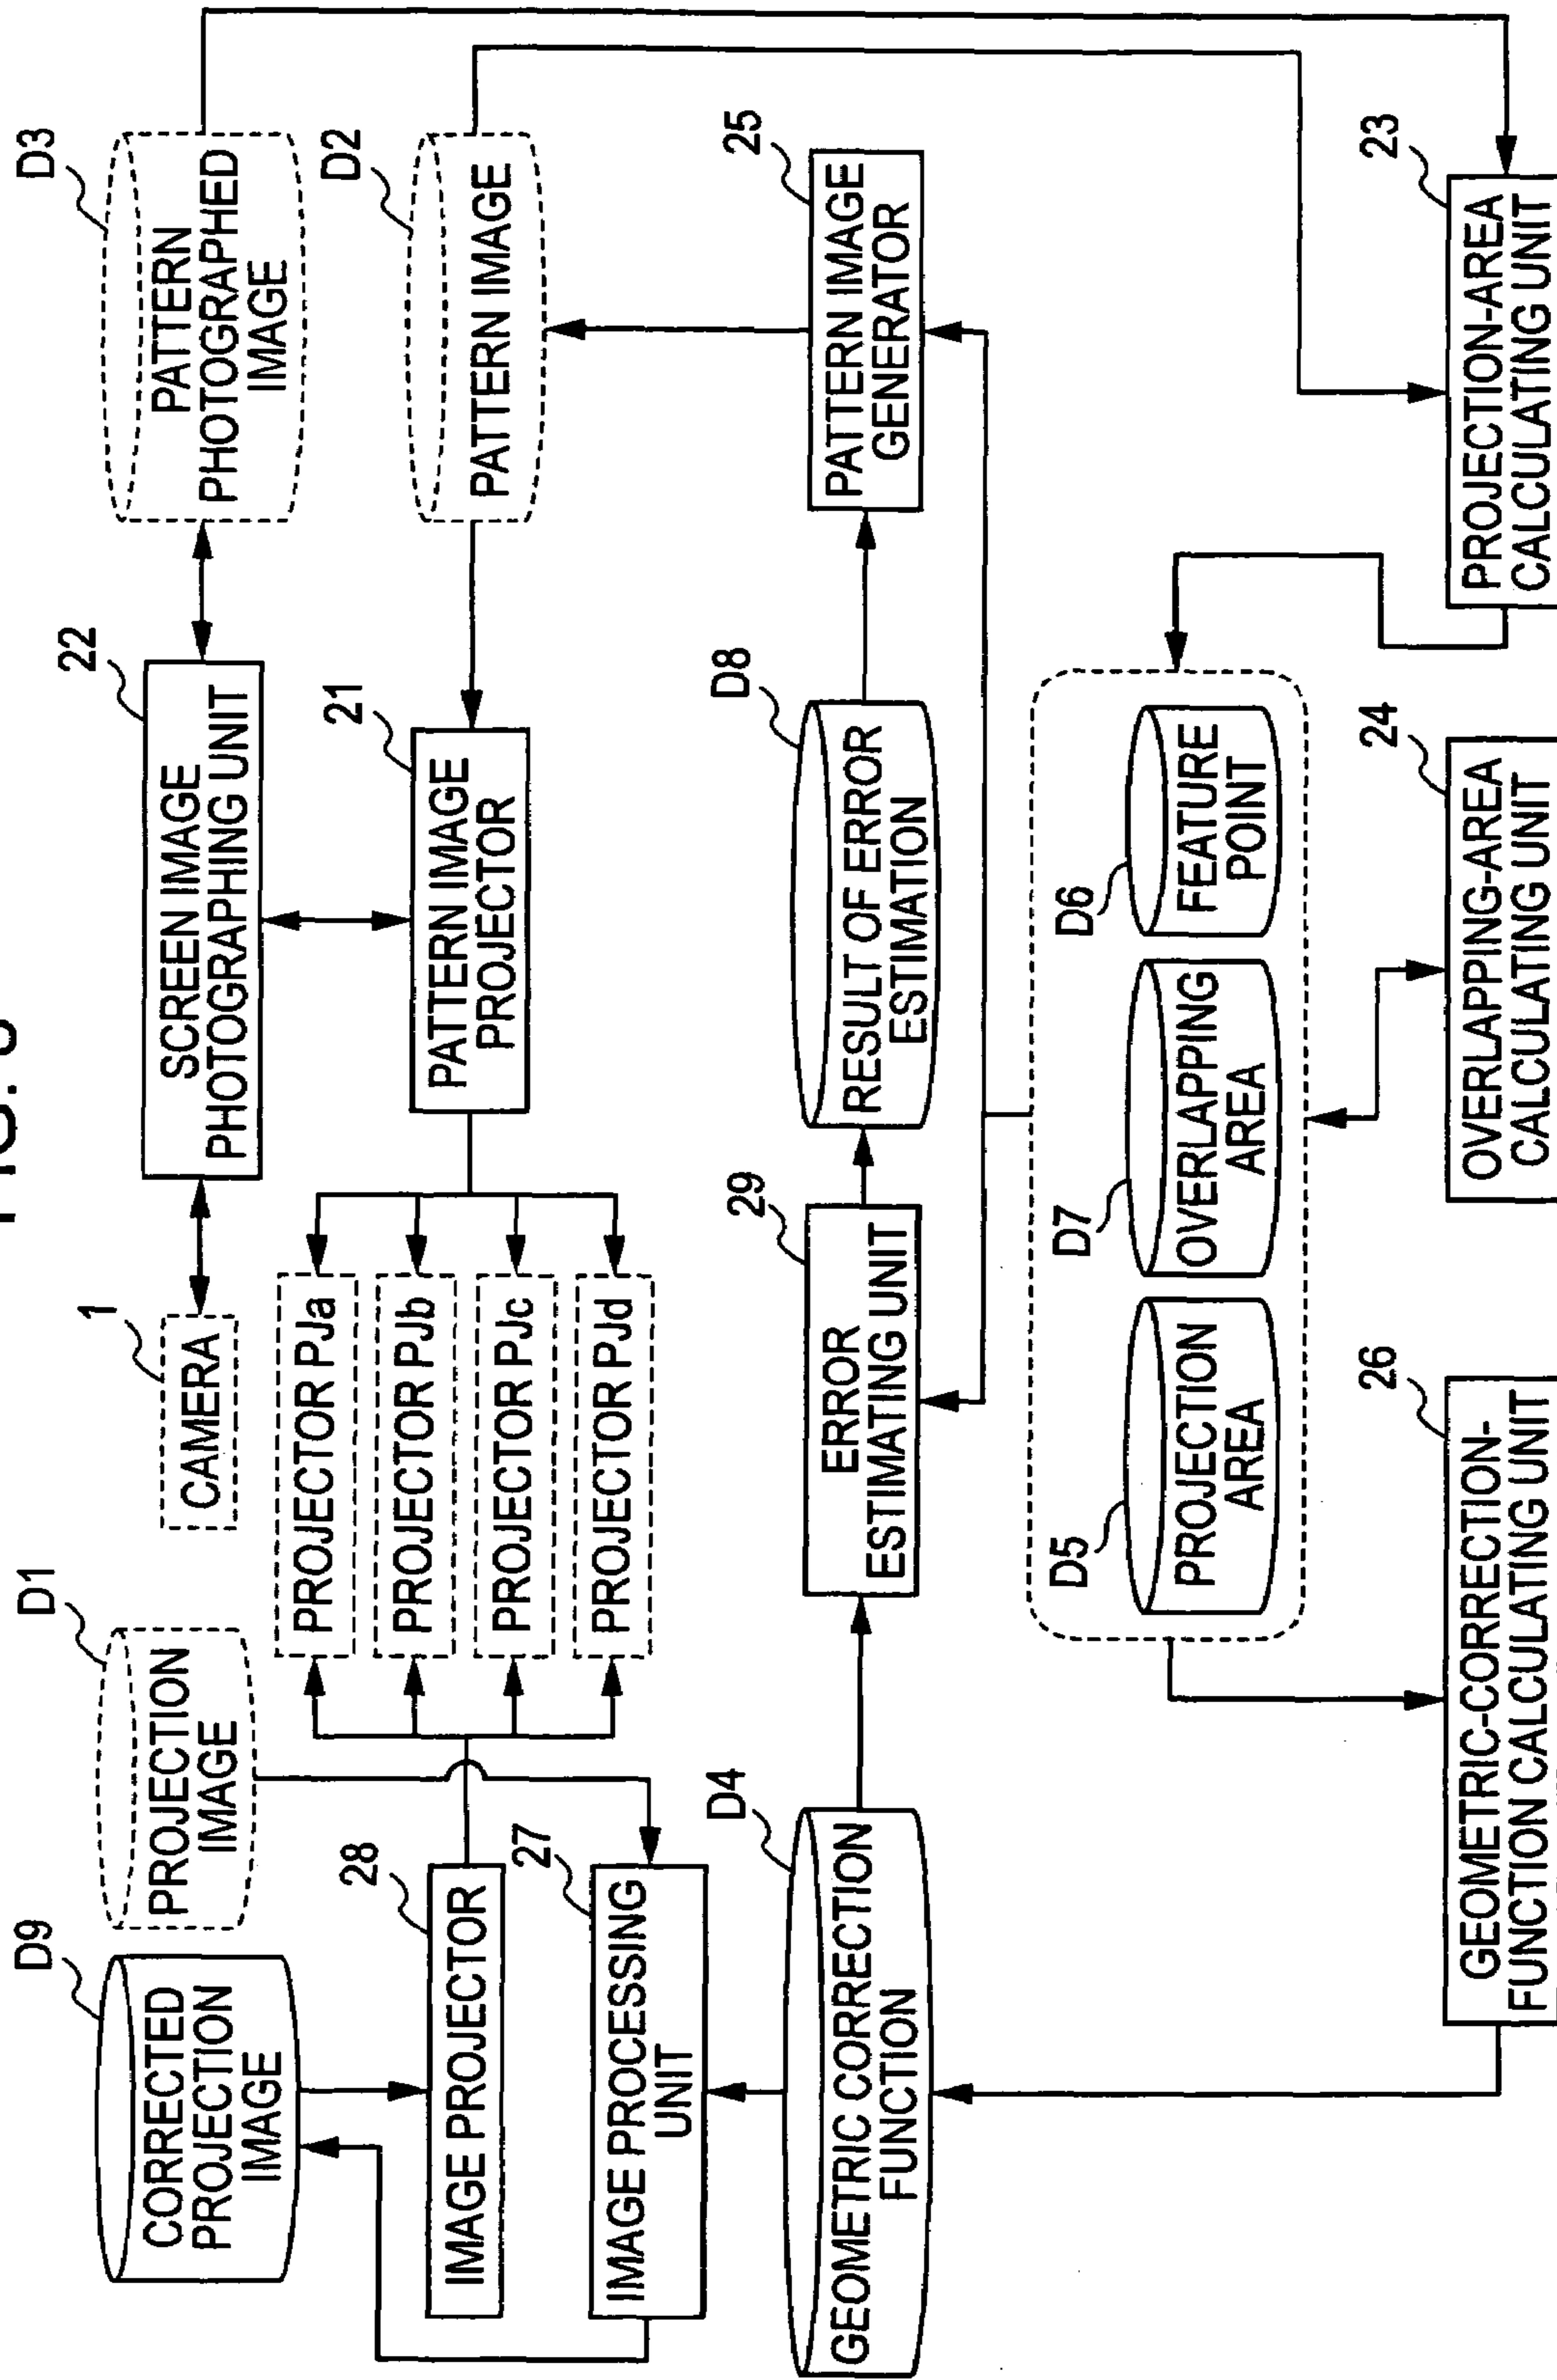 D9
CORRECTED
PROJECTION
IMAGE
D1
PROJECTION
IMAGE
1
CAMERA
22
SCREEN IMAGE
PHOTOGRAPHING UNIT
D3
PATTERN
PHOTOGRAPHED
IMAGE
28
IMAGE PROJECTOR
27
IMAGE PROCESSING
UNIT
PROJECTOR PJa
PROJECTOR PJb
PROJECTOR PJc
PROJECTOR PJd
21
PATTERN IMAGE
PROJECTOR
D2
PATTERN IMAGE
D4
GEOMETRIC CORRECTION
FUNCTION
29
ERROR
ESTIMATING UNIT
D8
RESULT OF ERROR
ESTIMATION
25
PATTERN IMAGE
GENERATOR
D5
PROJECTION
AREA
D7
OVERLAPPING
AREA
D6
FEATURE
POINT
26
GEOMETRIC-CORRECTION-
FUNCTION CALCULATING UNIT
24
OVERLAPPING-AREA
CALCULATING UNIT
23
PROJECTION-AREA
CALCULATING UNIT